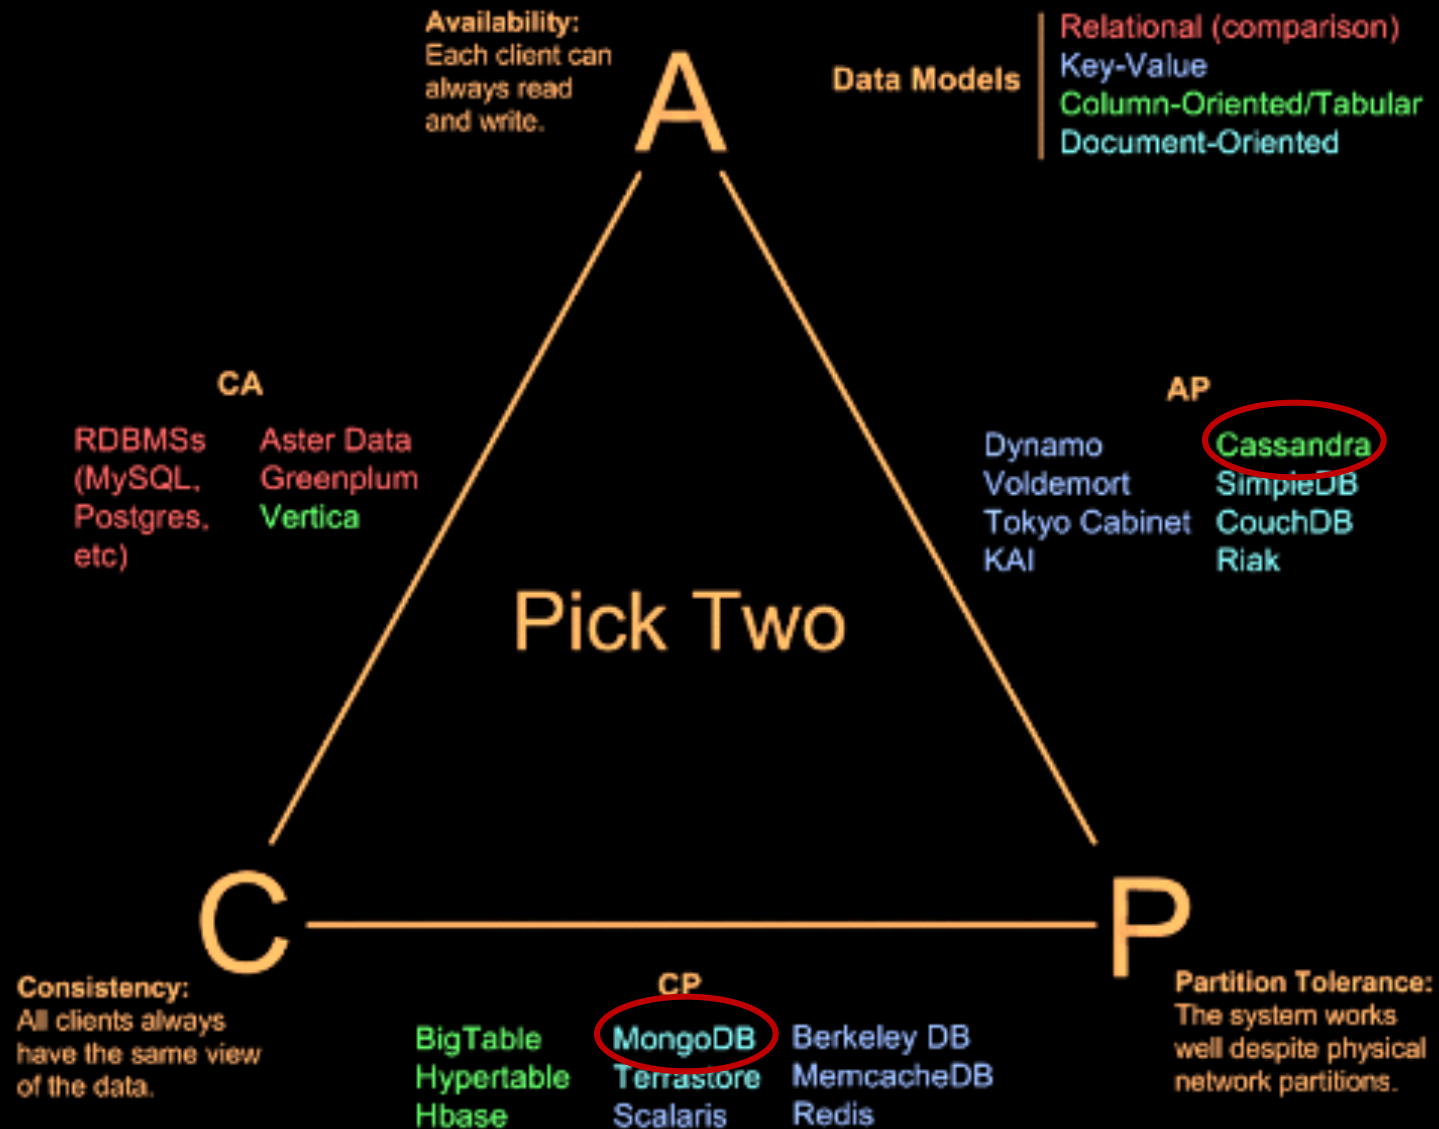 Availability:
Each client can
always read
and write.
A
Data Models
Relational (comparison)
Key-Value
Column-Oriented/Tabular
Document-Oriented
CA
RDBMSs
(MySQL,
Postgres,
etc)
Aster Data
Greenplum
Vertica
AP
Dynamo
Voldemort
Tokyo Cabinet
KAI
Cassandra
SimpleDB
CouchDB
Riak
Pick Two
C
P
Consistency:
All clients always
have the same view
of the data.
CP
BigTable
Hypertable
Hbase
MongoDB
Terrastore
Scalaris
Berkeley DB
MemcacheDB
Redis
Partition Tolerance:
The system works
well despite physical
network partitions.